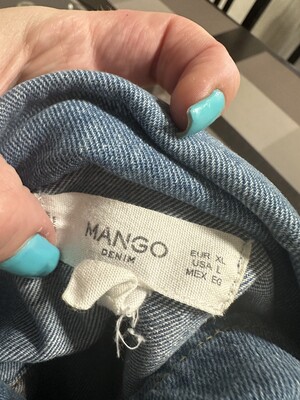 MANGO
DENIM
EUR XL
USA L
MEX EG